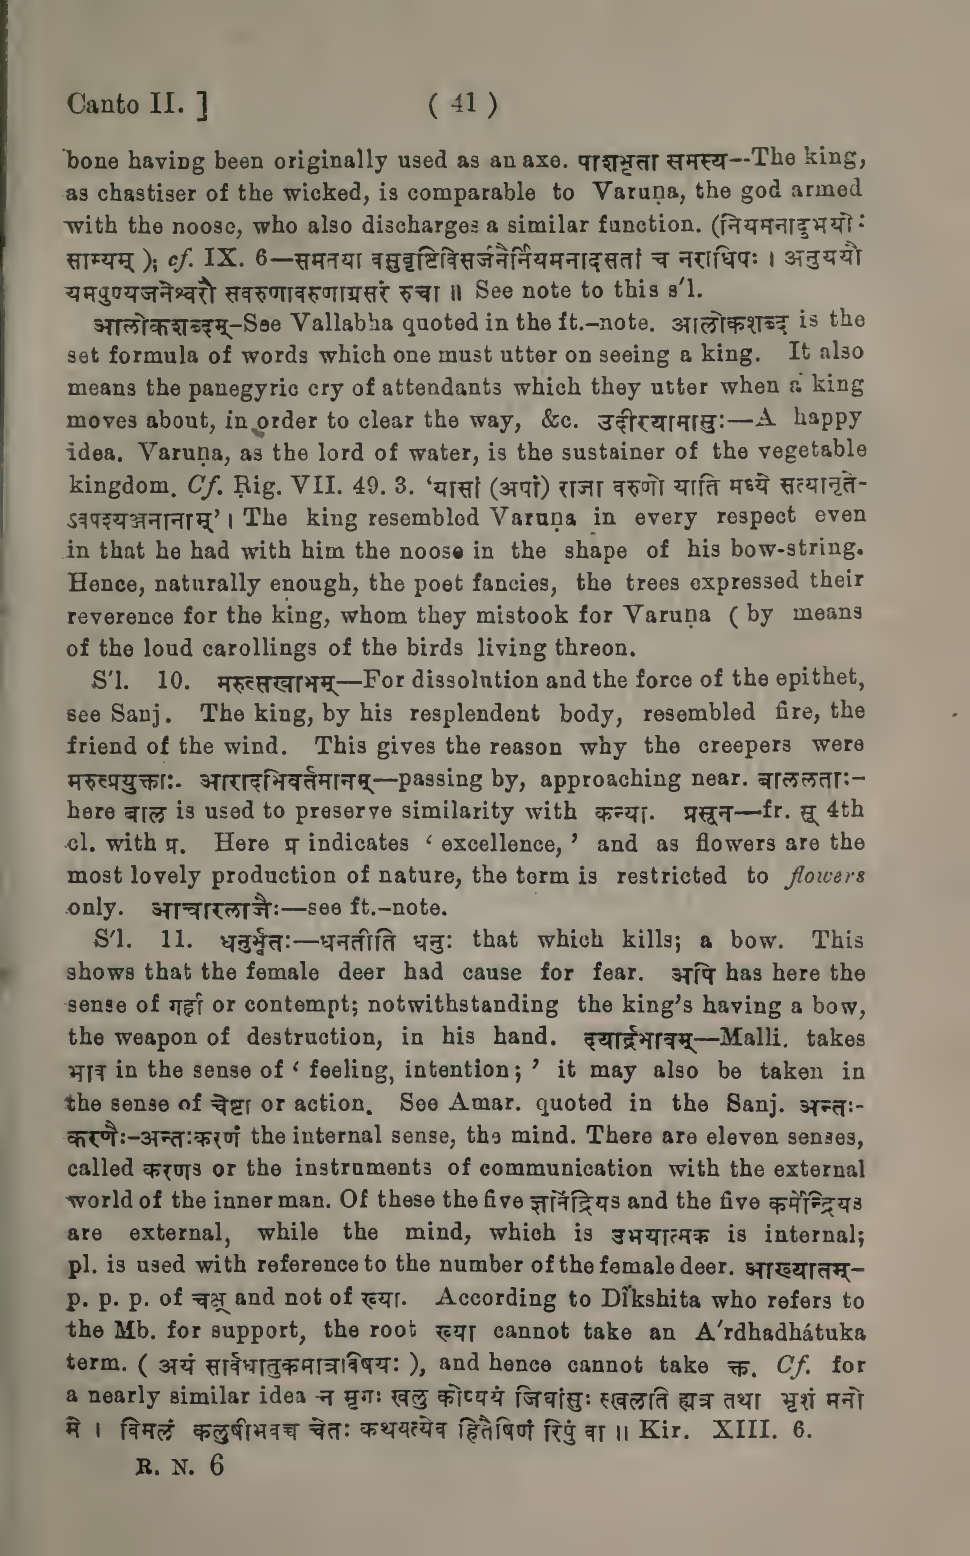 Canto II. ] ( 41 )
bone having been originally used as an axe. पाशभृता समस्य--The king,
as chastiser of the wicked, is comparable to Varuṇa, the god armed
with the noose, who also discharges a similar function. (नियमनादुभयोः
साम्यम् ); cf. IX. 6—समतया वसुवृष्टिविसर्जनैर्नियमनादसतां च नराधिपः । अनुययौ
यमपुण्यजनेश्वरौ सवरुणावरुणाग्रसरं रुचा ॥ See note to this s'l.
आलोकशब्दम्-See Vallabha quoted in the ft.-note. आलोकशब्द is the
set formula of words which one must utter on seeing a king. It also
means the panegyric cry of attendants which they utter when a king
moves about, in order to clear the way, &c. उदीरयामासुः—A happy
idea. Varuṇa, as the lord of water, is the sustainer of the vegetable
kingdom. Cf. Ṛig. VII. 49. 3. ‘यासां (अपां) राजा वरुणो याति मध्ये सत्यानृते-
ऽवपश्यञ्जनानाम्’। The king resembled Varuṇa in every respect even
in that he had with him the noose in the shape of his bow-string.
Hence, naturally enough, the poet fancies, the trees expressed their
reverence for the king, whom they mistook for Varuṇa ( by means
of the loud carollings of the birds living threon.
S'l. 10. मरुत्सखाभम्—For dissolution and the force of the epithet,
see Sanj. The king, by his resplendent body, resembled fire, the
friend of the wind. This gives the reason why the creepers were
मरुत्प्रयुक्ताः. आरादभिवर्तमानम्—passing by, approaching near. बाललताः-
here बाल is used to preserve similarity with कन्या. प्रसून—fr. सू 4th
cl. with प्र. Here प्र indicates ‘ excellence, ’ and as flowers are the
most lovely production of nature, the term is restricted to flowers
only. आचारलाजैः—see ft.-note.
S'l. 11. धनुर्भृतः—धनतीति धनुः that which kills; a bow. This
shows that the female deer had cause for fear. अपि has here the
sense of गर्हा or contempt; notwithstanding the king's having a bow,
the weapon of destruction, in his hand. दयार्द्रभावम्—Malli. takes
भाव in the sense of ‘ feeling, intention; ’ it may also be taken in
the sense of चेष्टा or action. See Amar. quoted in the Sanj. अन्तः-
करणैः-अन्तःकरणं the internal sense, the mind. There are eleven senses,
called करणs or the instruments of communication with the external
world of the inner man. Of these the five ज्ञानेंद्रियs and the five कर्मेन्द्रियs
are external, while the mind, which is उभयात्मक is internal;
pl. is used with reference to the number of the female deer. आख्यातम्-
p. p. p. of चक्ष् and not of ख्या. According to Dîkshita who refers to
the Mb. for support, the root ख्या cannot take an A'rdhadhátuka
term. ( अयं सार्वधातुकमात्रविषयः ), and hence cannot take क्त. Cf. for
a nearly similar idea न मृगः खलु कोप्ययं जिघांसुः स्खलति ह्यत्र तथा भृशं मनो
मे । विमलं कलुषीभवच्च चेतः कथयत्येव हितैषिणं रिपुं वा ॥ Kir. XIII. 6.
R. N. 6